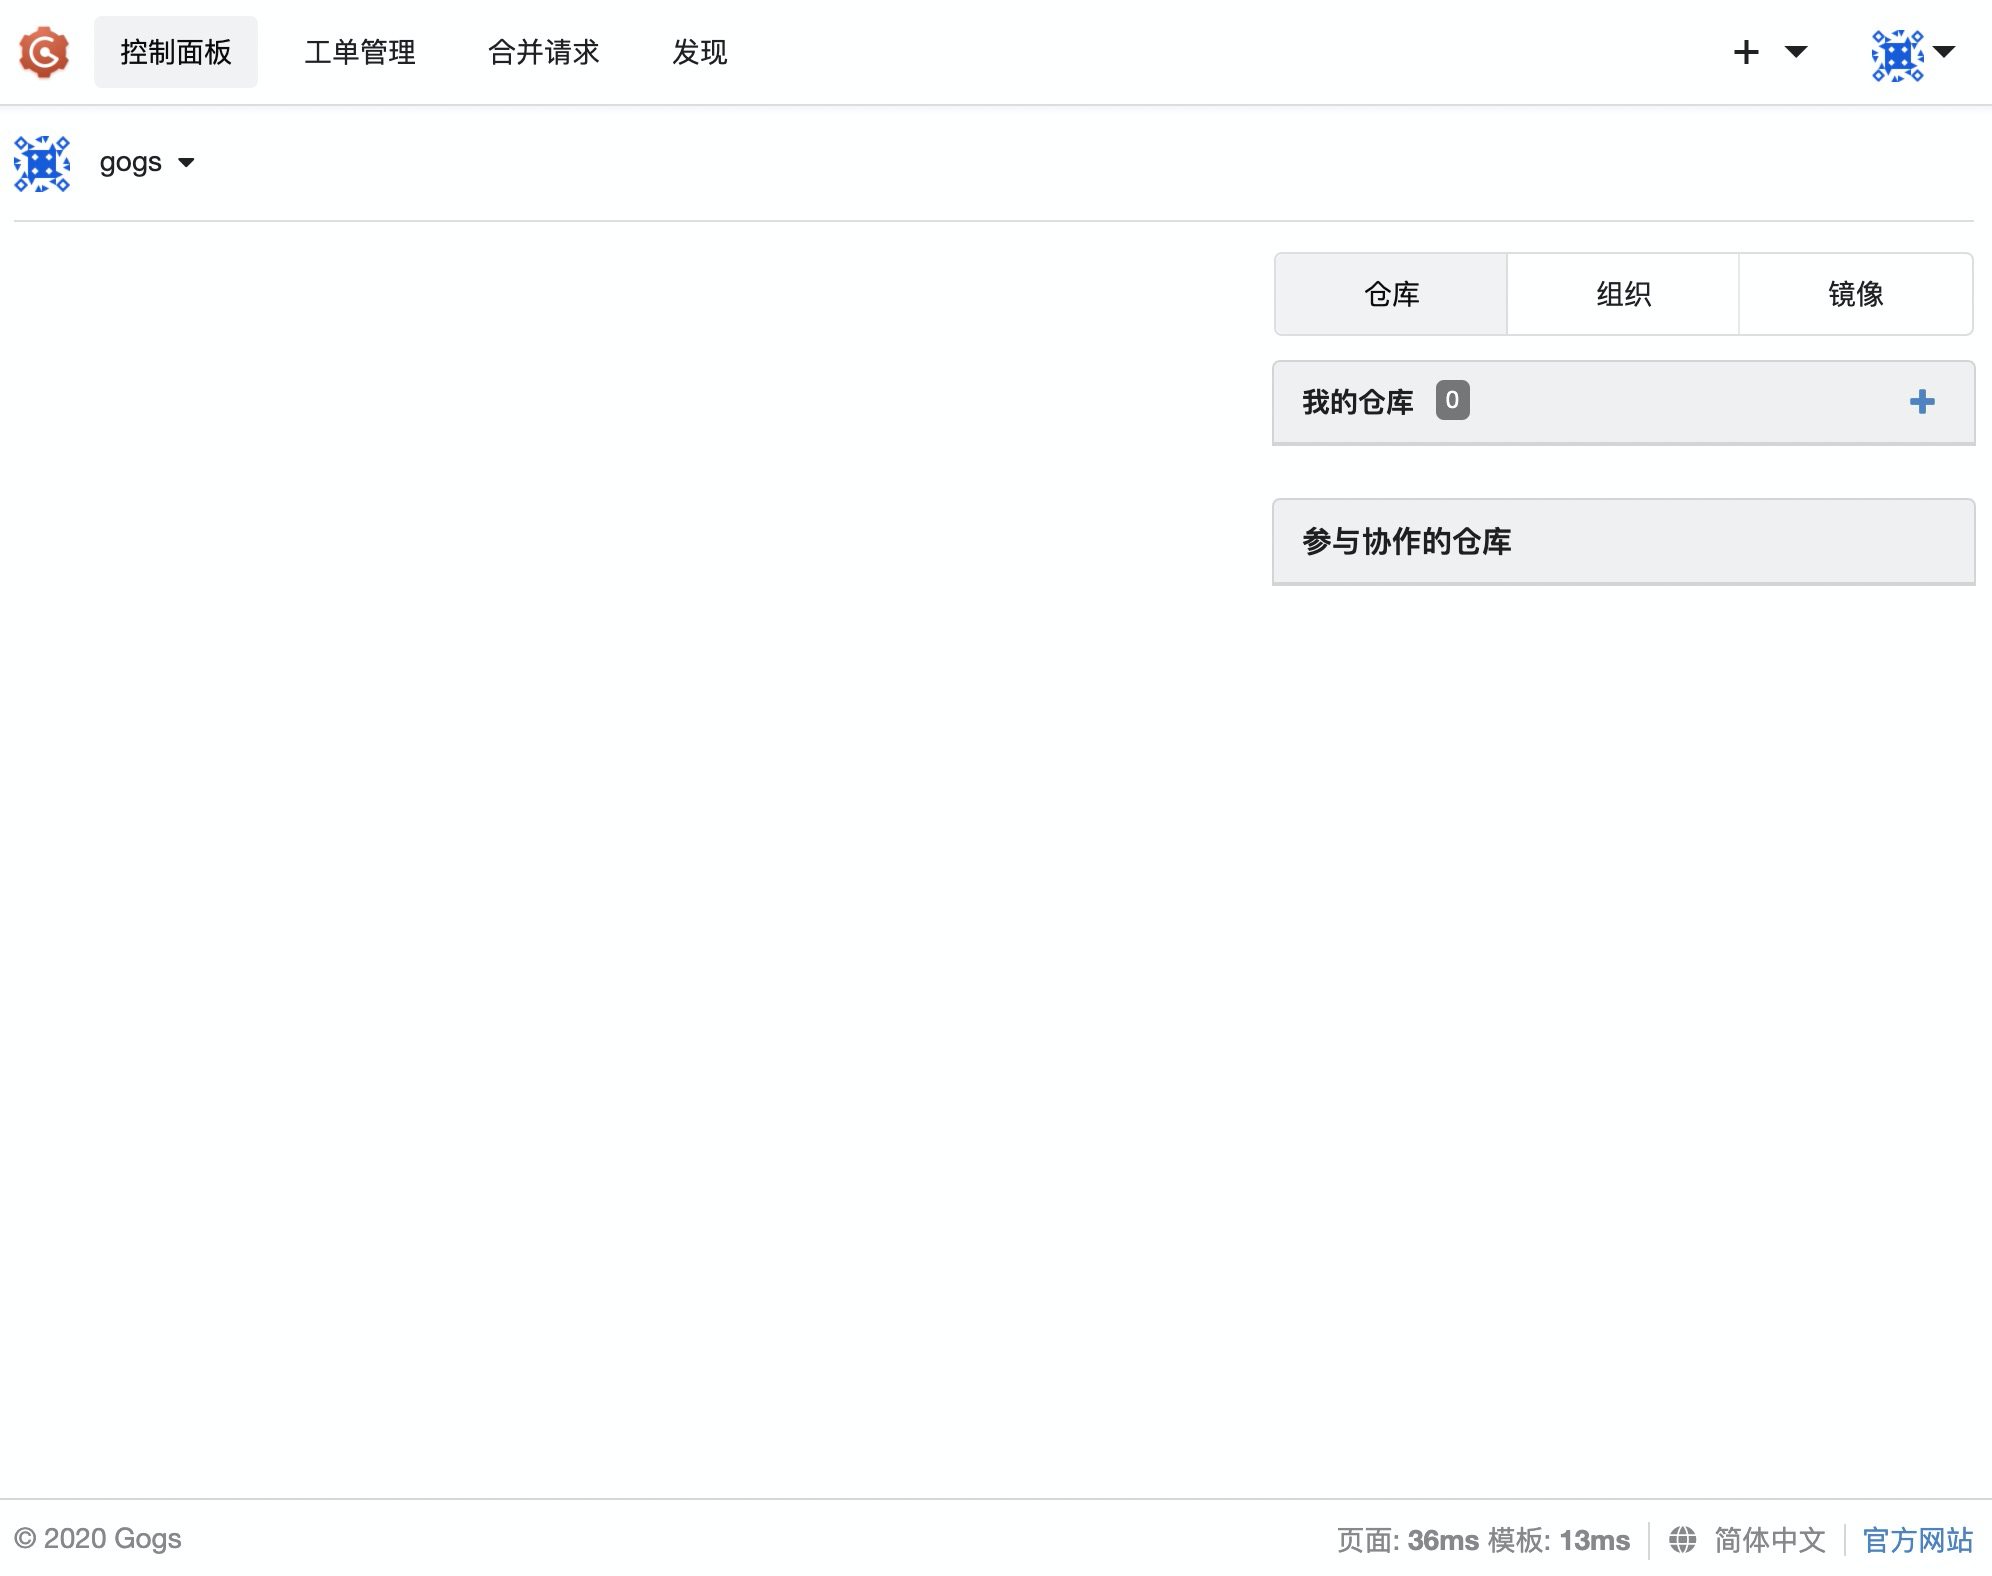 控制面板 工单管理 合并请求 发现
gogs
仓库 组织 镜像
我的仓库 0
参与协作的仓库
© 2020 Gogs 页面: 36ms 模板: 13ms 简体中文 官方网站